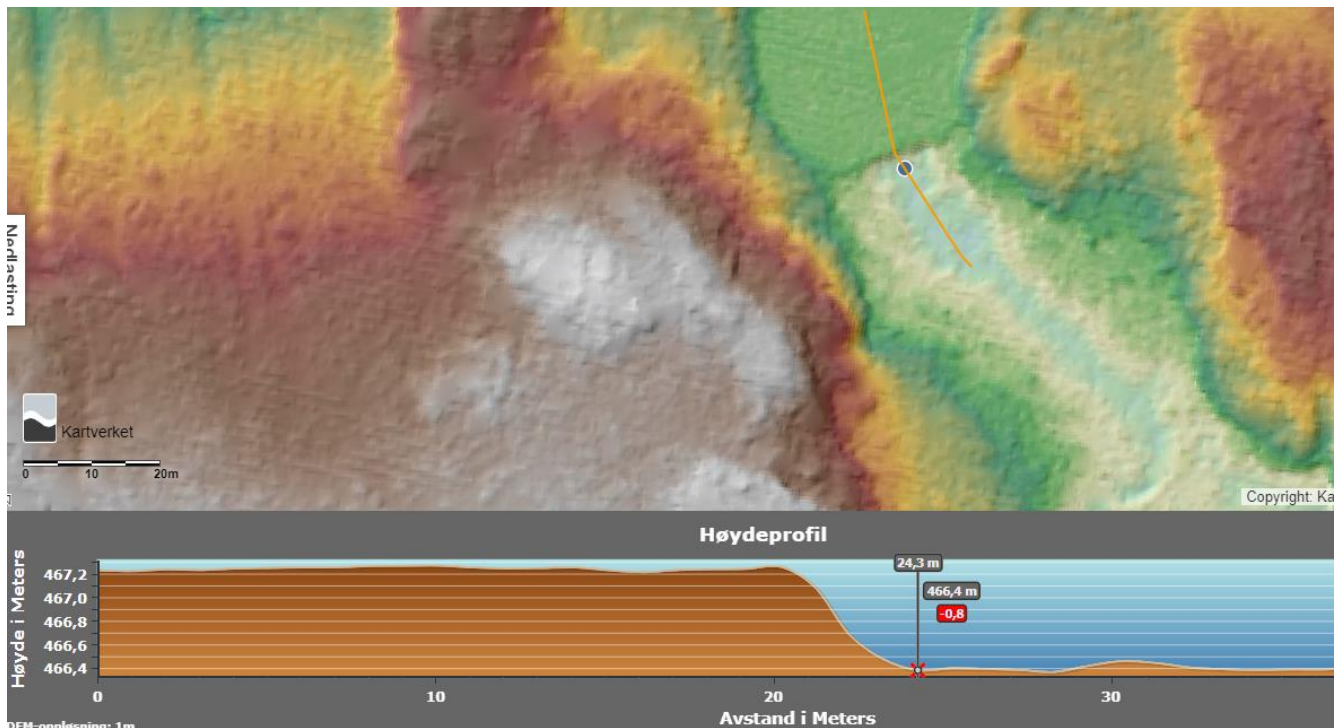 Nedlasting
Kartverket
0 10 20m
Copyright: Ka
Høydeprofil
Høyde i Meters
467,2
467,0
466,8
466,6
466,4
24,3 m
466,4 m
-0,8
0 10 20 30
Avstand i Meters
DEM-oppløsning: 1m